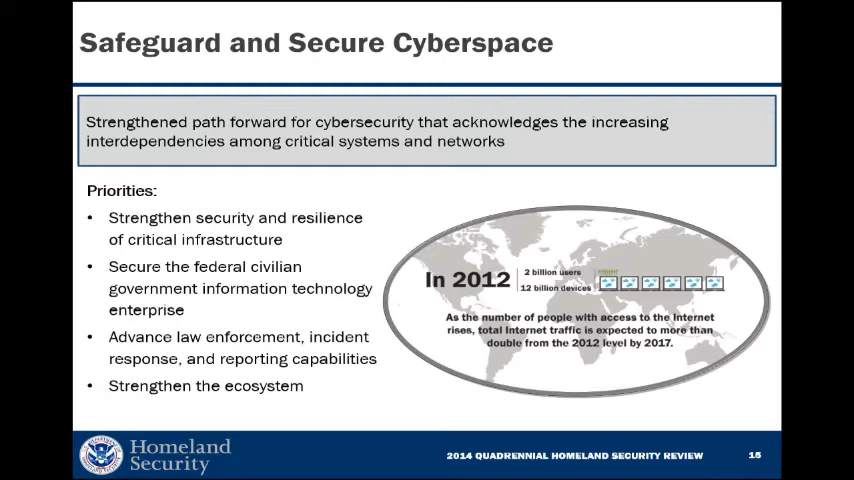 Safeguard and Secure Cyberspace
Strengthened path forward for cybersecurity that acknowledges the increasing
interdependencies among critical systems and networks
Priorities:
• Strengthen security and resilience
of critical infrastructure
• Secure the federal civilian
government information technology
enterprise
• Advance law enforcement, incident
response, and reporting capabilities
• Strengthen the ecosystem
In 2012
2 billion users
12 billion devices
As the number of people with access to the Internet
rises, total Internet traffic is expected to more than
double from the 2012 level by 2017.
Homeland
Security
2014 QUADRENNIAL HOMELAND SECURITY REVIEW
15